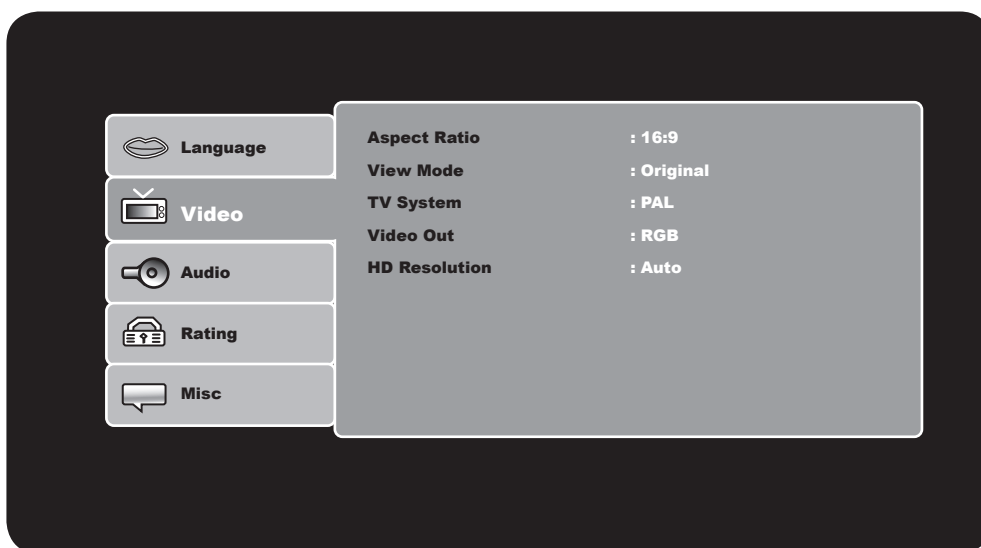 Language
Video
Audio
Rating
Misc
Aspect Ratio : 16:9
View Mode : Original
TV System : PAL
Video Out : RGB
HD Resolution : Auto